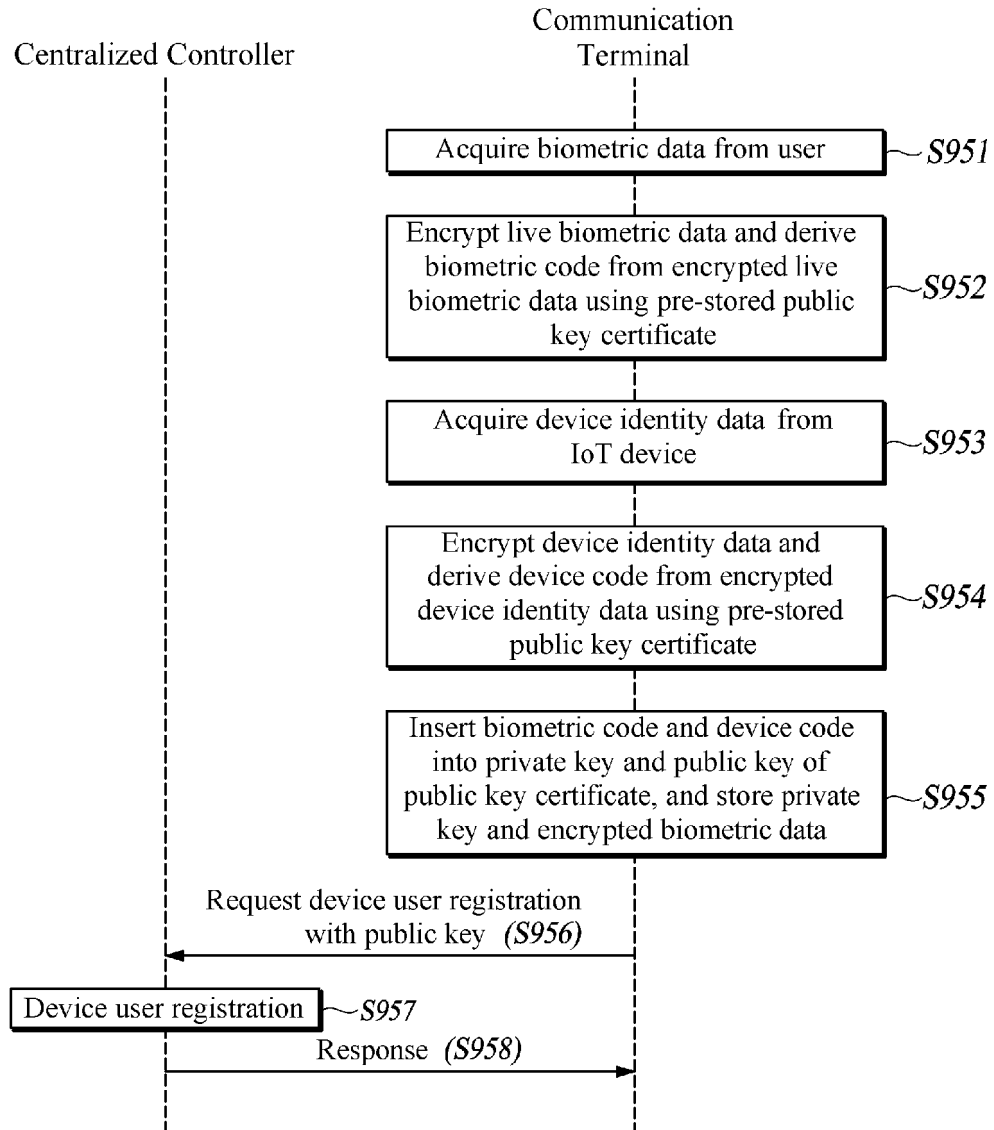 Centralized Controller
Communication
Terminal
Acquire biometric data from user
S951
Encrypt live biometric data and derive
biometric code from encrypted live
biometric data using pre-stored public
key certificate
S952
Acquire device identity data from
IoT device
S953
Encrypt device identity data and
derive device code from encrypted
device identity data using pre-stored
public key certificate
S954
Insert biometric code and device code
into private key and public key of
public key certificate, and store private
key and encrypted biometric data
S955
Request device user registration
with public key (S956)
Device user registration
S957
Response (S958)